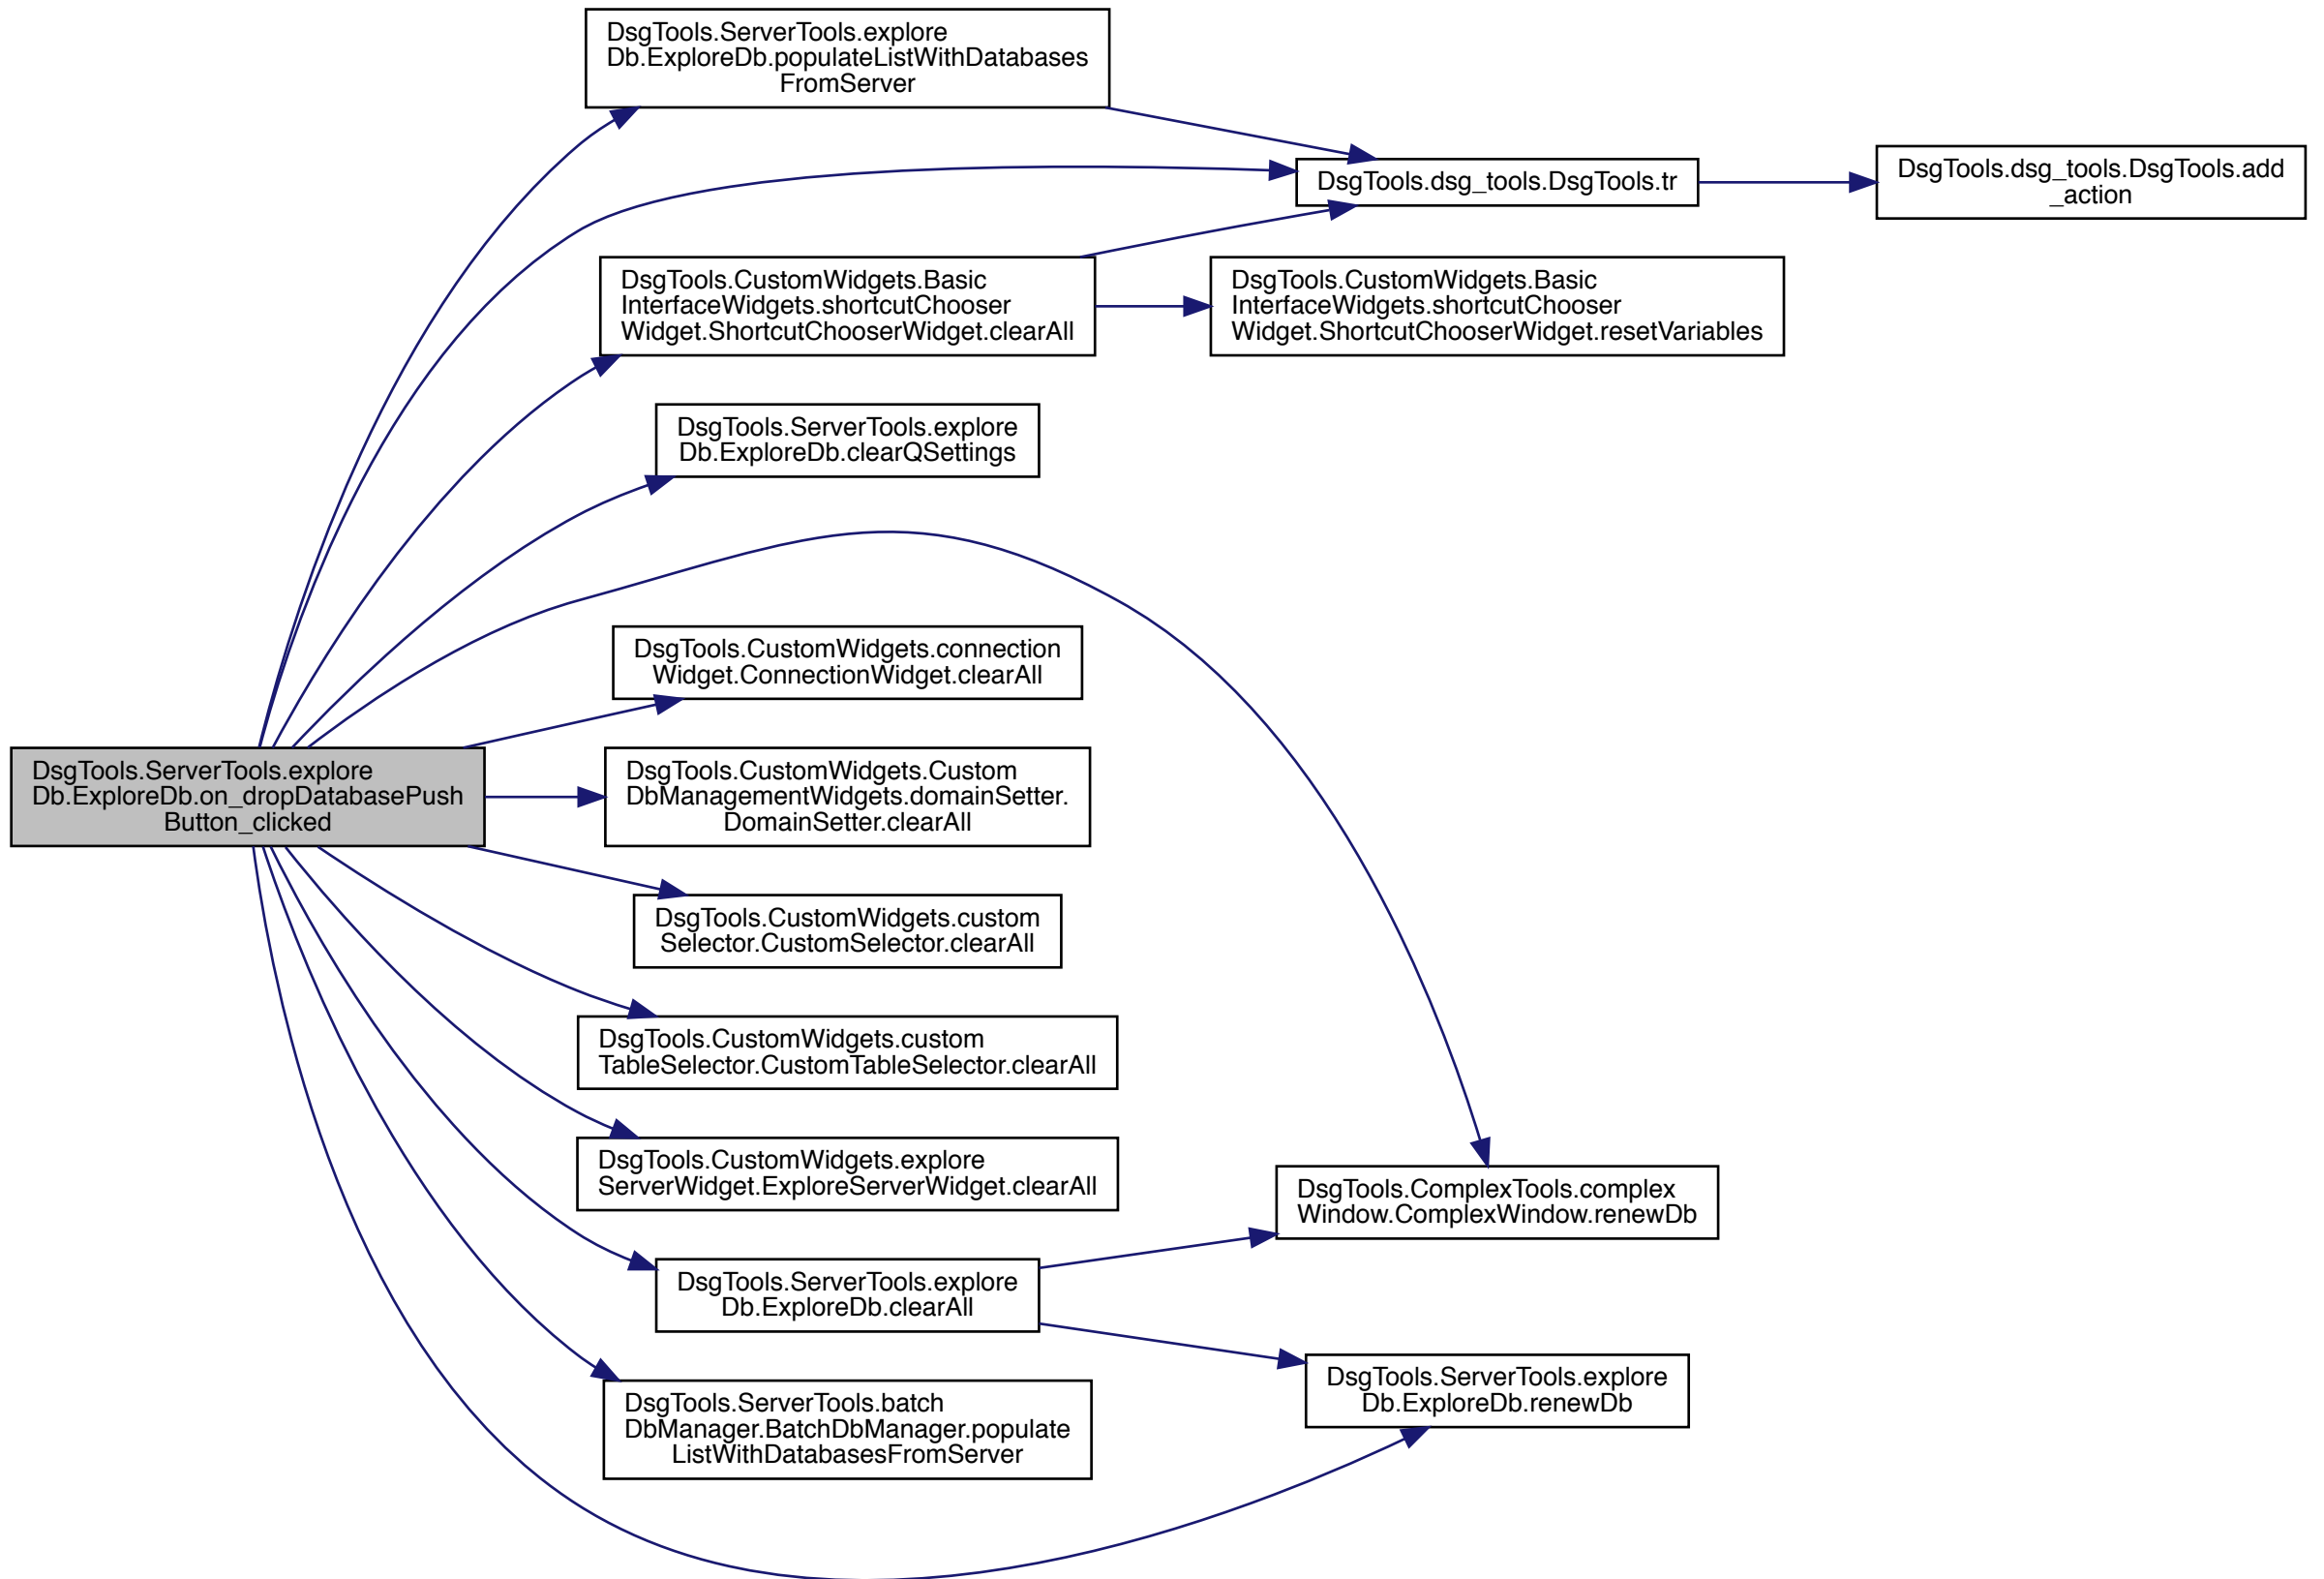 DsgTools.ServerTools.explore
Db.ExploreDb.populateListWithDatabases
FromServer
DsgTools.dsg_tools.DsgTools.tr
DsgTools.dsg_tools.DsgTools.add
_action
DsgTools.CustomWidgets.Basic
InterfaceWidgets.shortcutChooser
Widget.ShortcutChooserWidget.clearAll
DsgTools.CustomWidgets.Basic
InterfaceWidgets.shortcutChooser
Widget.ShortcutChooserWidget.resetVariables
DsgTools.ServerTools.explore
Db.ExploreDb.clearQSettings
DsgTools.CustomWidgets.connection
Widget.ConnectionWidget.clearAll
DsgTools.ServerTools.explore
Db.ExploreDb.on_dropDatabasePush
Button_clicked
DsgTools.CustomWidgets.Custom
DbManagementWidgets.domainSetter.
DomainSetter.clearAll
DsgTools.CustomWidgets.custom
Selector.CustomSelector.clearAll
DsgTools.CustomWidgets.custom
TableSelector.CustomTableSelector.clearAll
DsgTools.CustomWidgets.explore
ServerWidget.ExploreServerWidget.clearAll
DsgTools.ComplexTools.complex
Window.ComplexWindow.renewDb
DsgTools.ServerTools.explore
Db.ExploreDb.clearAll
DsgTools.ServerTools.explore
Db.ExploreDb.renewDb
DsgTools.ServerTools.batch
DbManager.BatchDbManager.populate
ListWithDatabasesFromServer